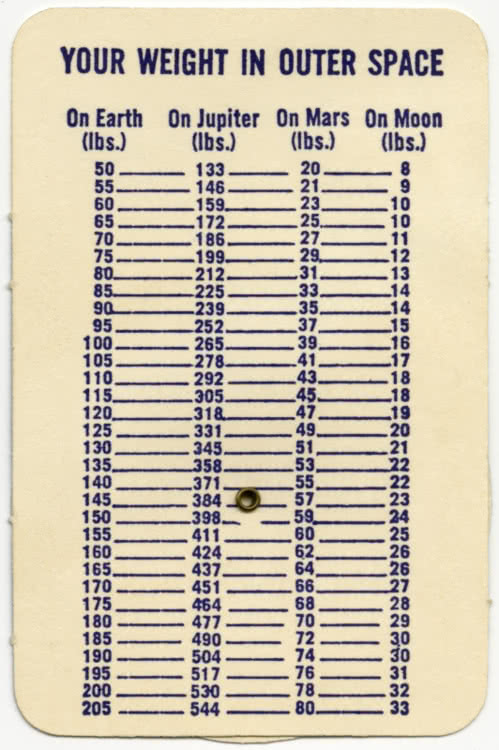 YOUR WEIGHT IN OUTER SPACE
On Earth On Jupiter On Mars On Moon
(lbs.) (lbs.) (lbs.) (lbs.)
50 133 20 8
55 146 21 9
60 159 23 10
65 172 25 10
70 186 27 11
75 199 29 12
80 212 31 13
85 225 33 14
90 239 35 14
95 252 37 15
100 265 39 16
105 278 41 17
110 292 43 18
115 305 45 18
120 318 47 19
125 331 49 20
130 345 51 21
135 358 53 22
140 371 55 22
145 384 57 23
150 398 59 24
155 411 60 25
160 424 62 26
165 437 64 26
170 451 66 27
175 464 68 28
180 477 70 29
185 490 72 30
190 504 74 30
195 517 76 31
200 530 78 32
205 544 80 33